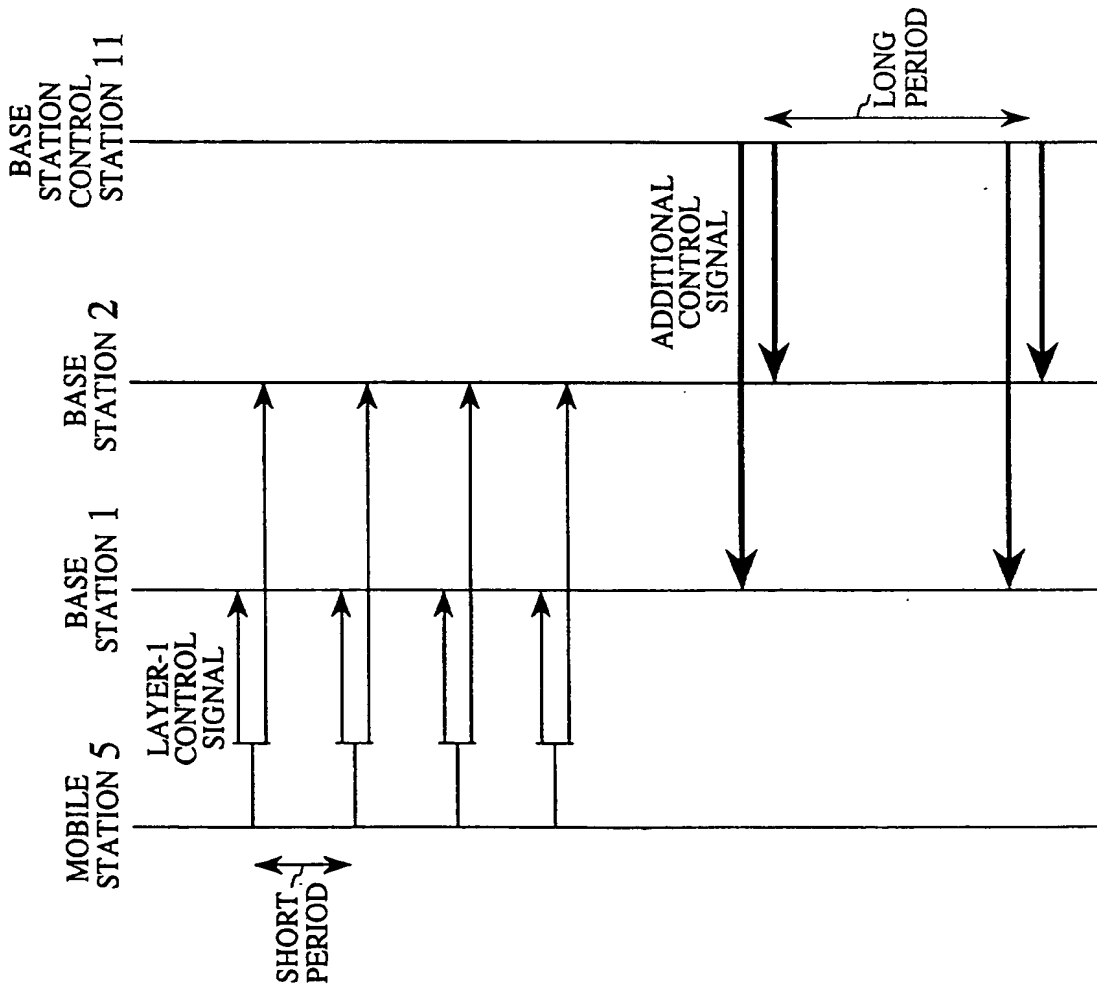 MOBILE
STATION 5
BASE
STATION 1
BASE
STATION 2
BASE
STATION
CONTROL
STATION 11
LAYER-1
CONTROL
SIGNAL
SHORT
PERIOD
ADDITIONAL
CONTROL
SIGNAL
LONG
PERIOD